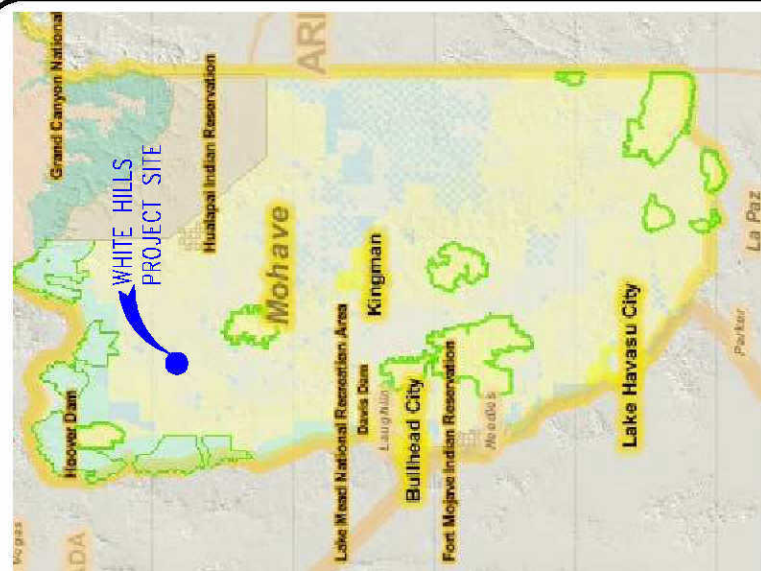 Vegas
ADA
Hoover Dam
WHITE HILLS
PROJECT SITE
Grand Canyon National
Hualapai Indian Reservation
ARI
Mohave
Lake Mead National Recreation Area
Davis Dam
Kingman
Laughlin
Bullhead City
Fort Mojave Indian Reservation
Needles
Lake Havasu City
Parker
La Paz